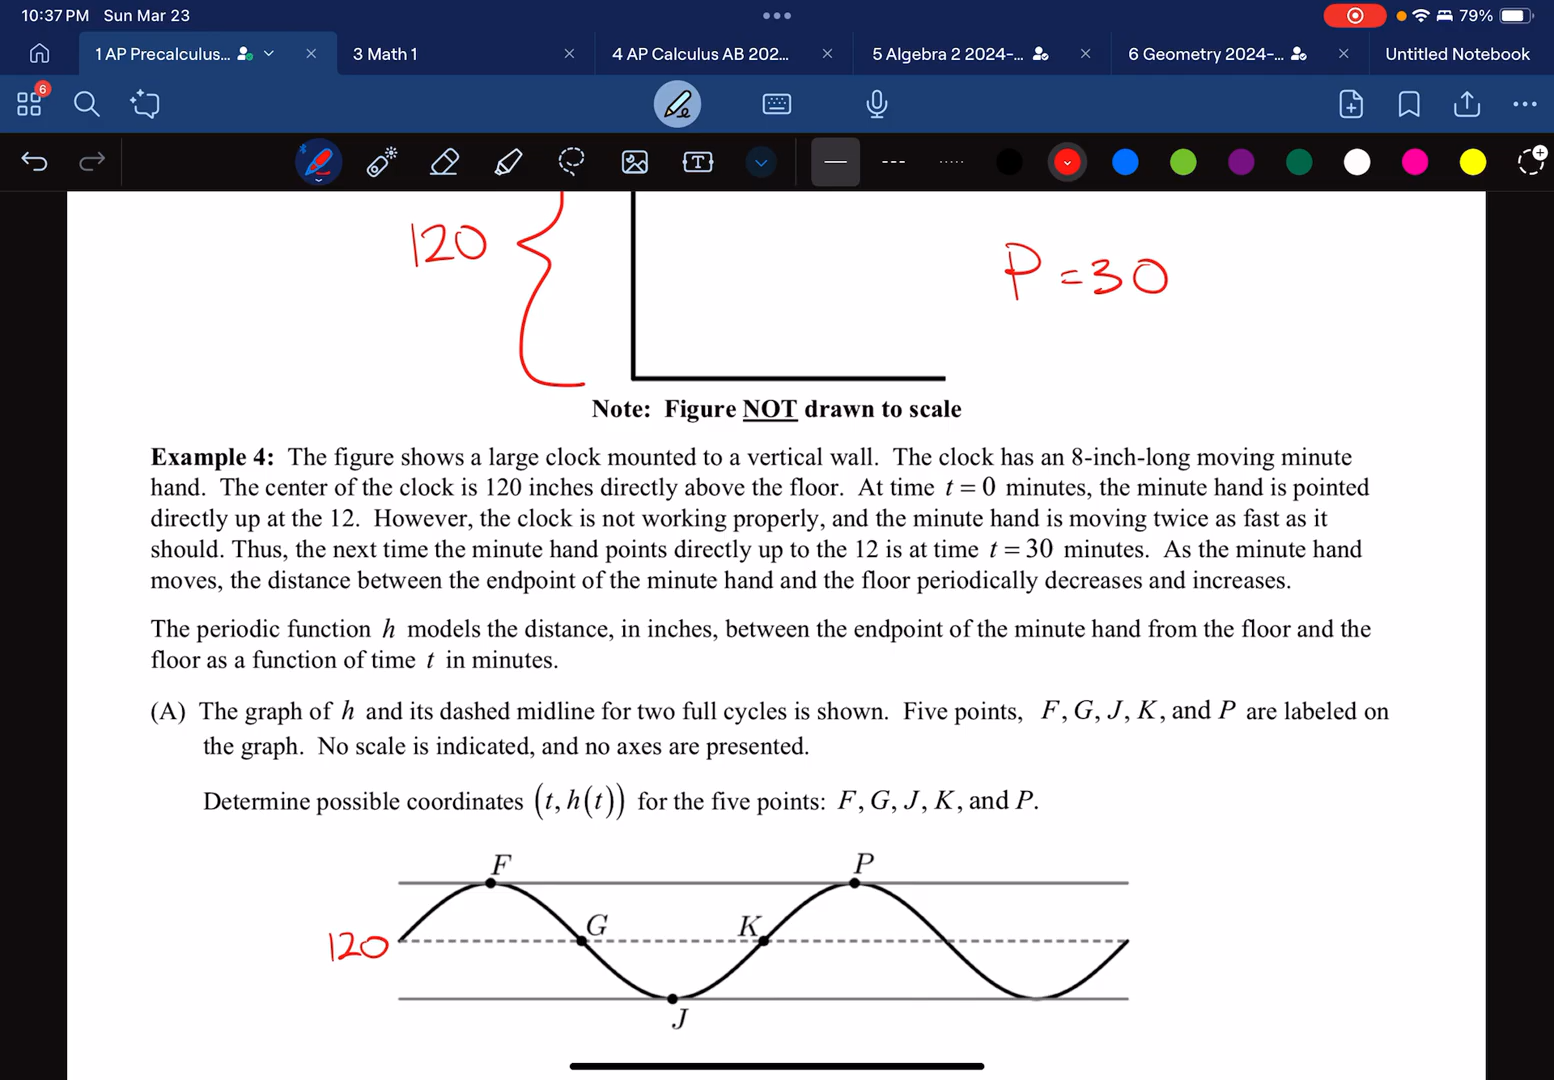 10:37 PM Sun Mar 23
79%
1 AP Precalculus...
3 Math 1
4 AP Calculus AB 202...
5 Algebra 2 2024-...
6 Geometry 2024-...
Untitled Notebook
6
120
P = 30
Note: Figure NOT drawn to scale
Example 4: The figure shows a large clock mounted to a vertical wall. The clock has an 8-inch-long moving minute
hand. The center of the clock is 120 inches directly above the floor. At time t = 0 minutes, the minute hand is pointed
directly up at the 12. However, the clock is not working properly, and the minute hand is moving twice as fast as it
should. Thus, the next time the minute hand points directly up to the 12 is at time t = 30 minutes. As the minute hand
moves, the distance between the endpoint of the minute hand and the floor periodically decreases and increases.
The periodic function h models the distance, in inches, between the endpoint of the minute hand from the floor and the
floor as a function of time t in minutes.
(A) The graph of h and its dashed midline for two full cycles is shown. Five points, F, G, J, K, and P are labeled on
the graph. No scale is indicated, and no axes are presented.
Determine possible coordinates (t, h(t)) for the five points: F, G, J, K, and P.
F
P
G
K
120
J